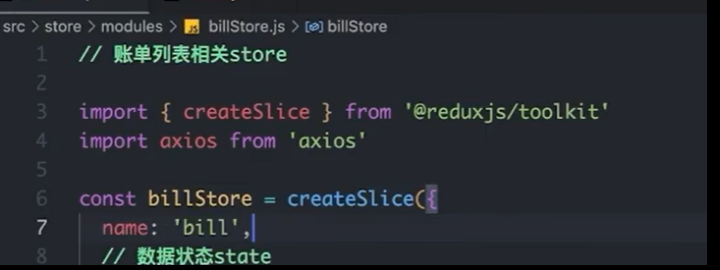 src > store > modules > JS billStore.js > billStore
1 // 账单列表相关store
2
3 import { createSlice } from '@reduxjs/toolkit'
4 import axios from 'axios'
5
6 const billStore = createSlice({
7 name: 'bill',
8 // 数据状态state